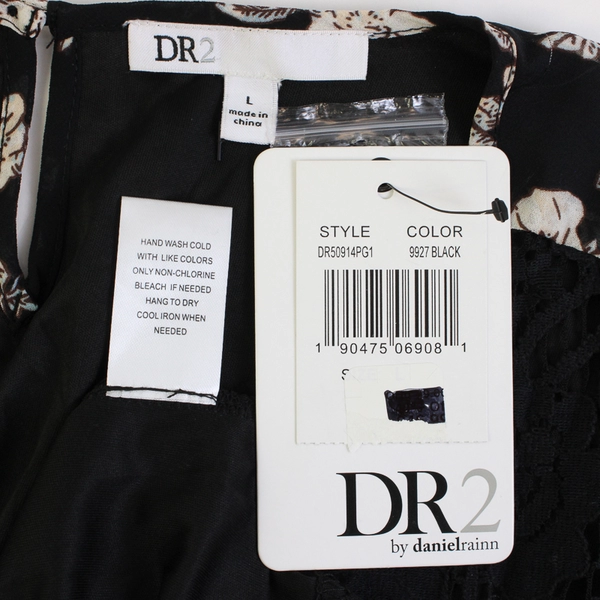 DR2
L
made in
china
HAND WASH COLD
WITH LIKE COLORS
ONLY NON-CHLORINE
BLEACH IF NEEDED
HANG TO DRY
COOL IRON WHEN
NEEDED
STYLE COLOR
DR50914PG1 9927 BLACK
1 90475 06908 1
DR2
by danielrainn